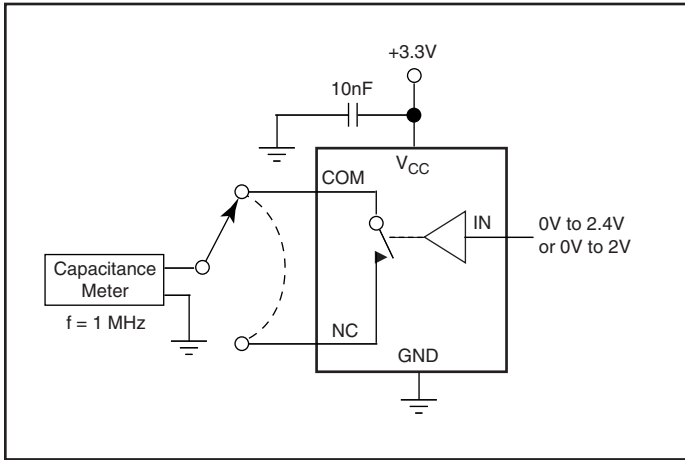 +3.3V
10nF
VCC
COM
IN
0V to 2.4V
or 0V to 2V
Capacitance
Meter
f = 1 MHz
NC
GND